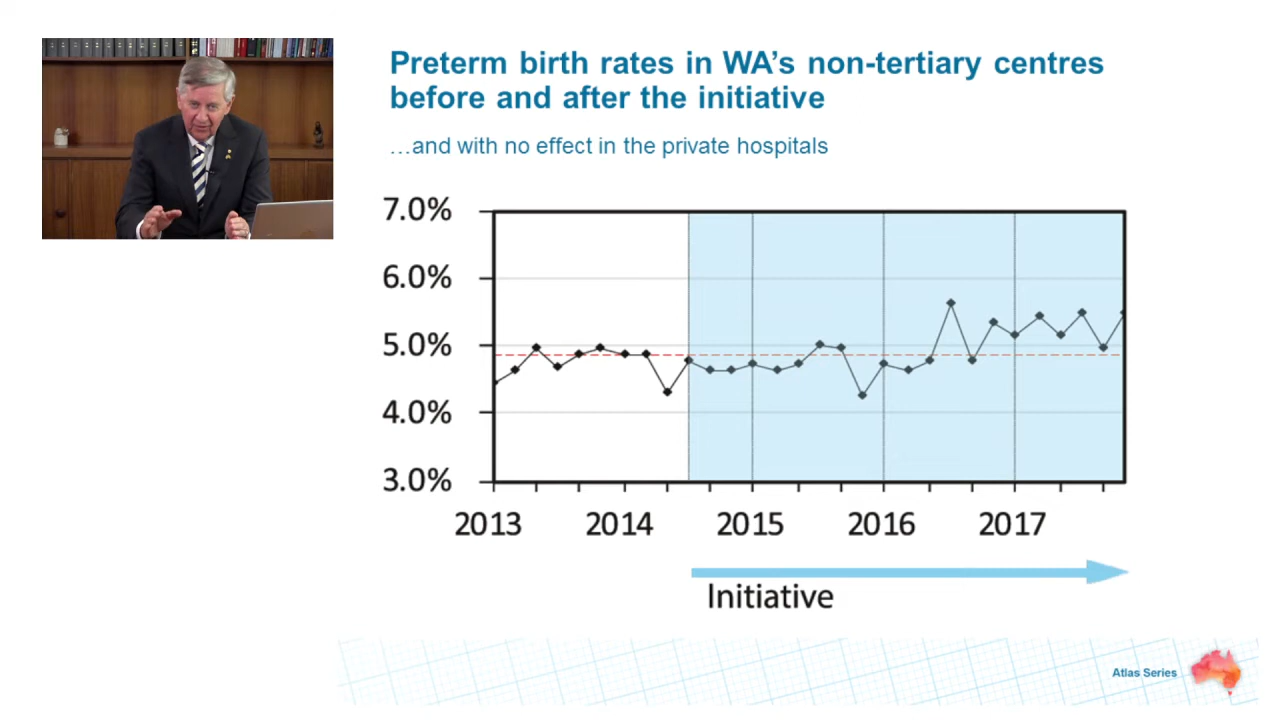 Preterm birth rates in WA's non-tertiary centres
before and after the initiative
…and with no effect in the private hospitals
7.0%
6.0%
5.0%
4.0%
3.0%
2013 2014 2015 2016 2017
Initiative
Atlas Series